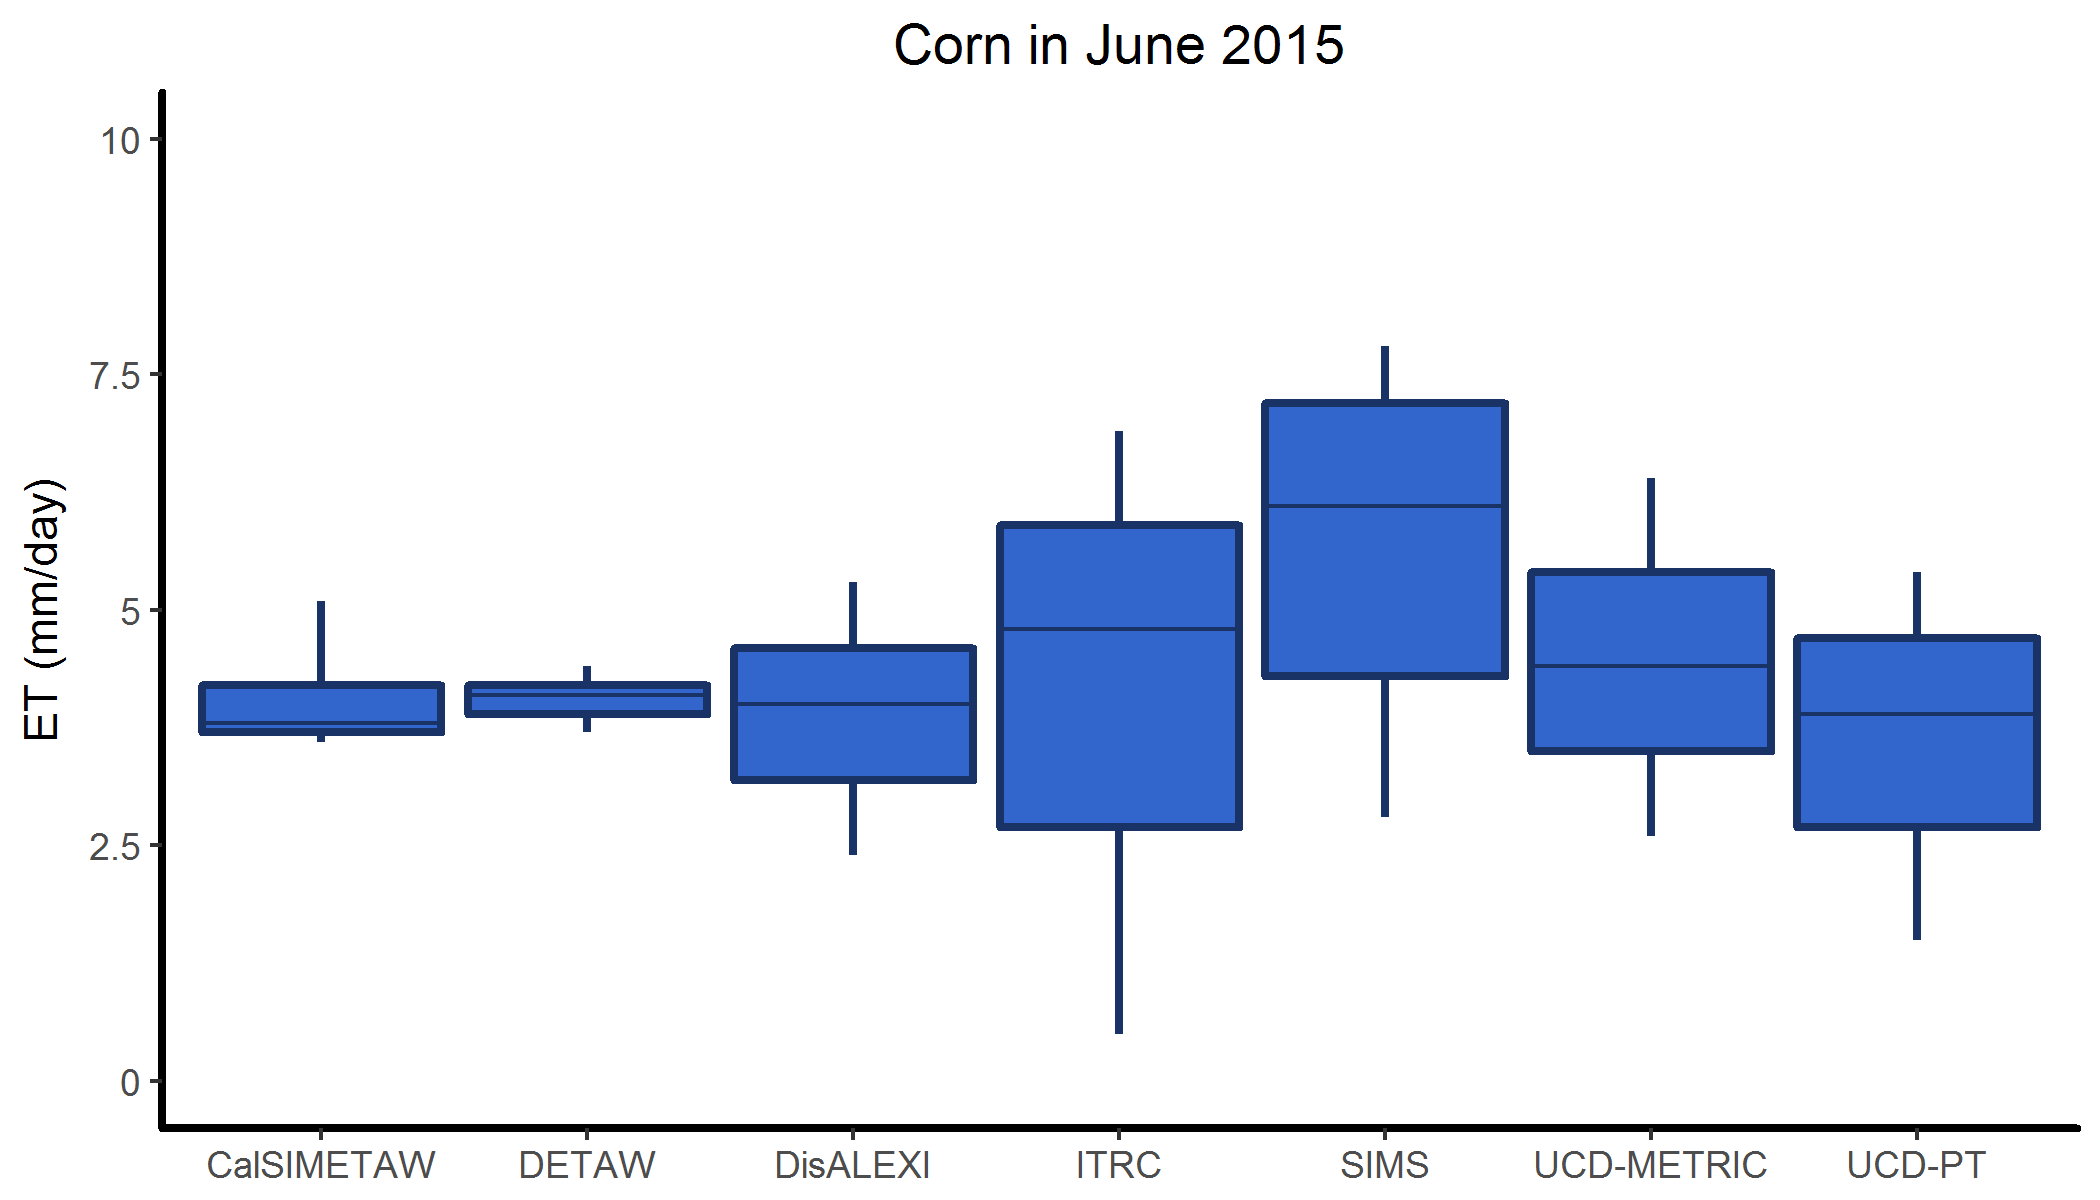 Corn in June 2015
ET (mm/day)
10
7.5
5
2.5
0
CalSIMETAW DETAW DisALEXI ITRC SIMS UCD-METRIC UCD-PT